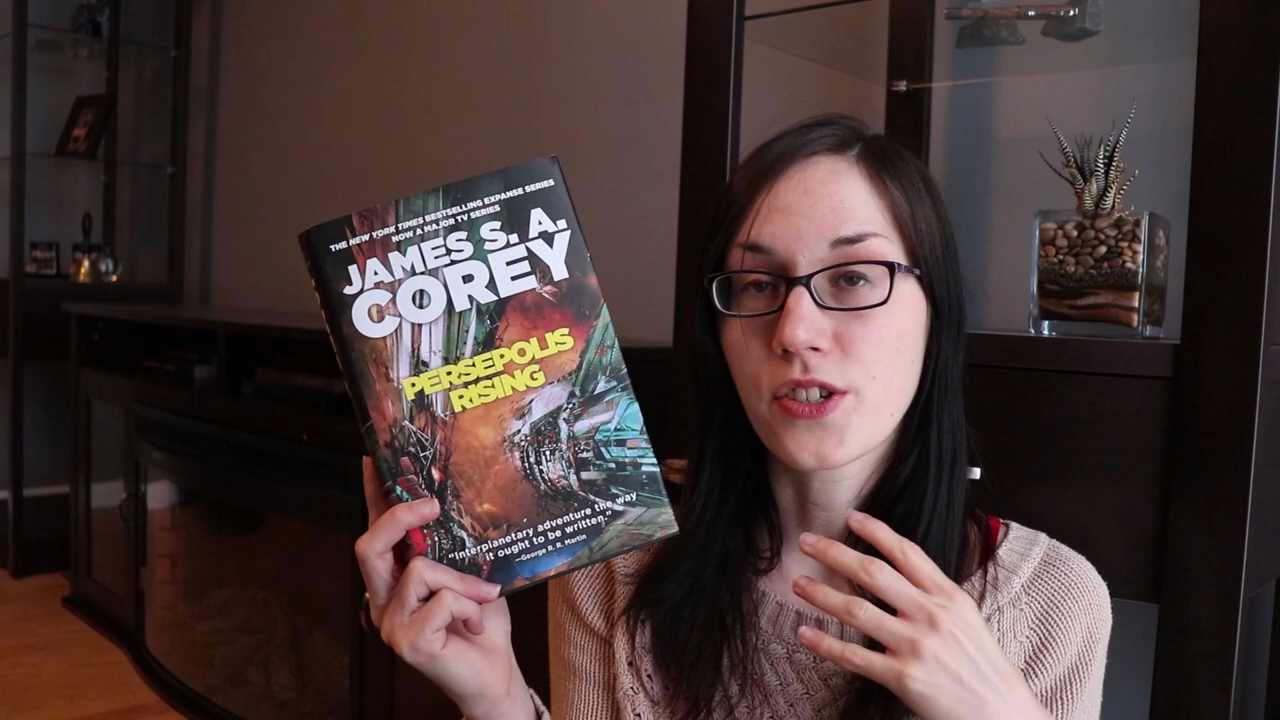 THE NEW YORK TIMES BESTSELLING EXPANSE SERIES
NOW A MAJOR TV SERIES
JAMES S. A.
COREY
PERSEPOLIS
RISING
"Interplanetary adventure the way
it ought to be written."
—George R. R. Martin